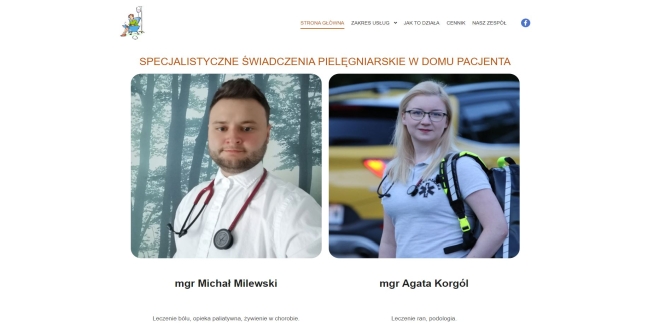 STRONA GŁÓWNA ZAKRES USŁUG JAK TO DZIAŁA CENNIK NASZ ZESPÓŁ
SPECJALISTYCZNE ŚWIADCZENIA PIELĘGNIARSKIE W DOMU PACJENTA
mgr Michał Milewski
mgr Agata Korgól
Leczenie bólu, opieka paliatywna, żywienie w chorobie.
Leczenie ran, podologia.